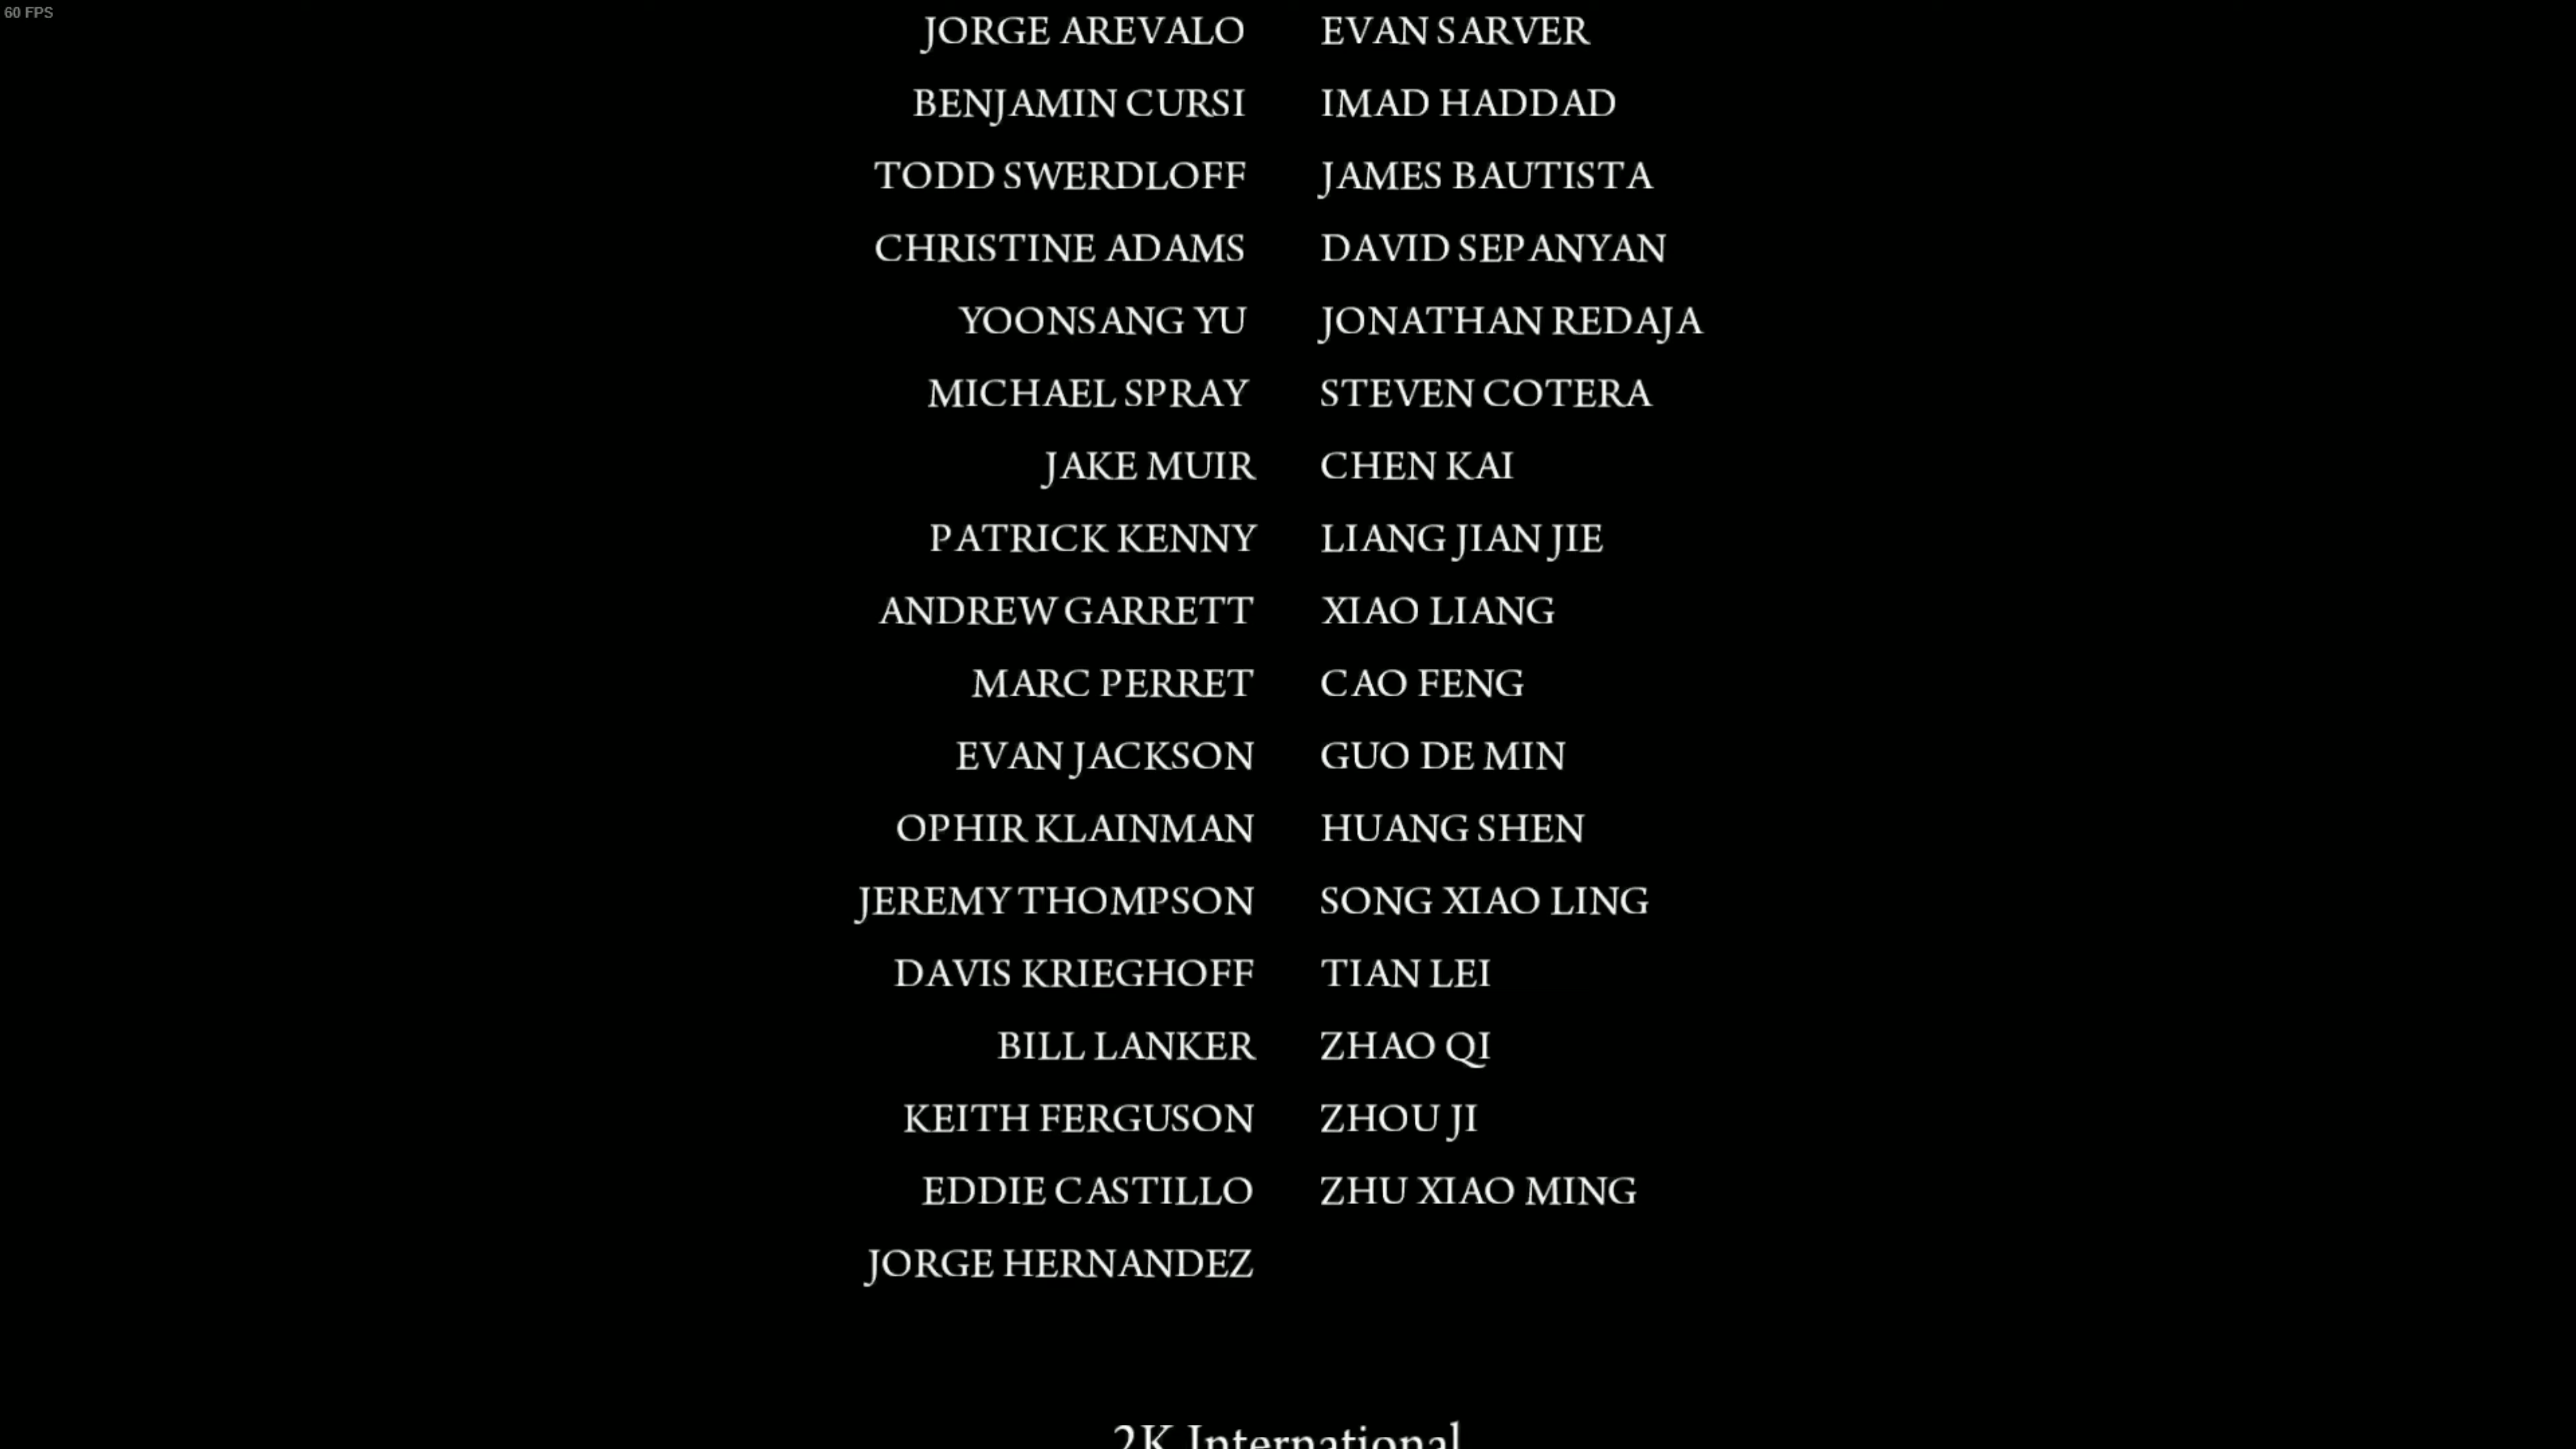 60 FPS
JORGE AREVALO EVAN SARVER
BENJAMIN CURSI IMAD HADDAD
TODD SWERDLOFF JAMES BAUTISTA
CHRISTINE ADAMS DAVID SEPANYAN
YOONSANG YU JONATHAN REDAJA
MICHAEL SPRAY STEVEN COTERA
JAKE MUIR CHEN KAI
PATRICK KENNY LIANG JIAN JIE
ANDREW GARRETT XIAO LIANG
MARC PERRET CAO FENG
EVAN JACKSON GUO DE MIN
OPHIR KLAINMAN HUANG SHEN
JEREMY THOMPSON SONG XIAO LING
DAVIS KRIEGHOFF TIAN LEI
BILL LANKER ZHAO QI
KEITH FERGUSON ZHOU JI
EDDIE CASTILLO ZHU XIAO MING
JORGE HERNANDEZ
2K International